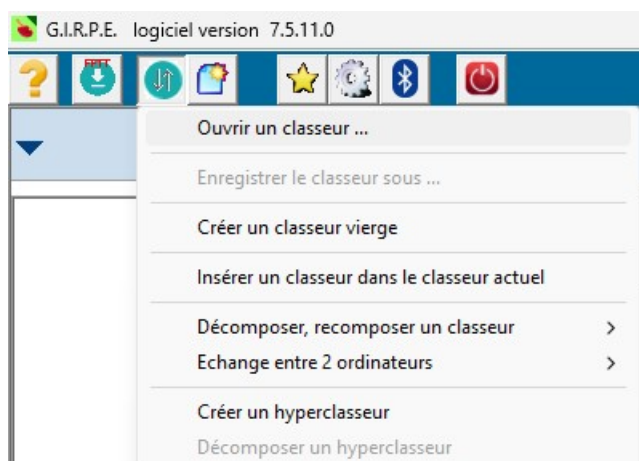 G.I.R.P.E. logiciel version 7.5.11.0
FPTT
Ouvrir un classeur ...
Enregistrer le classeur sous ...
Créer un classeur vierge
Insérer un classeur dans le classeur actuel
Décomposer, recomposer un classeur
Echange entre 2 ordinateurs
Créer un hyperclasseur
Décomposer un hyperclasseur